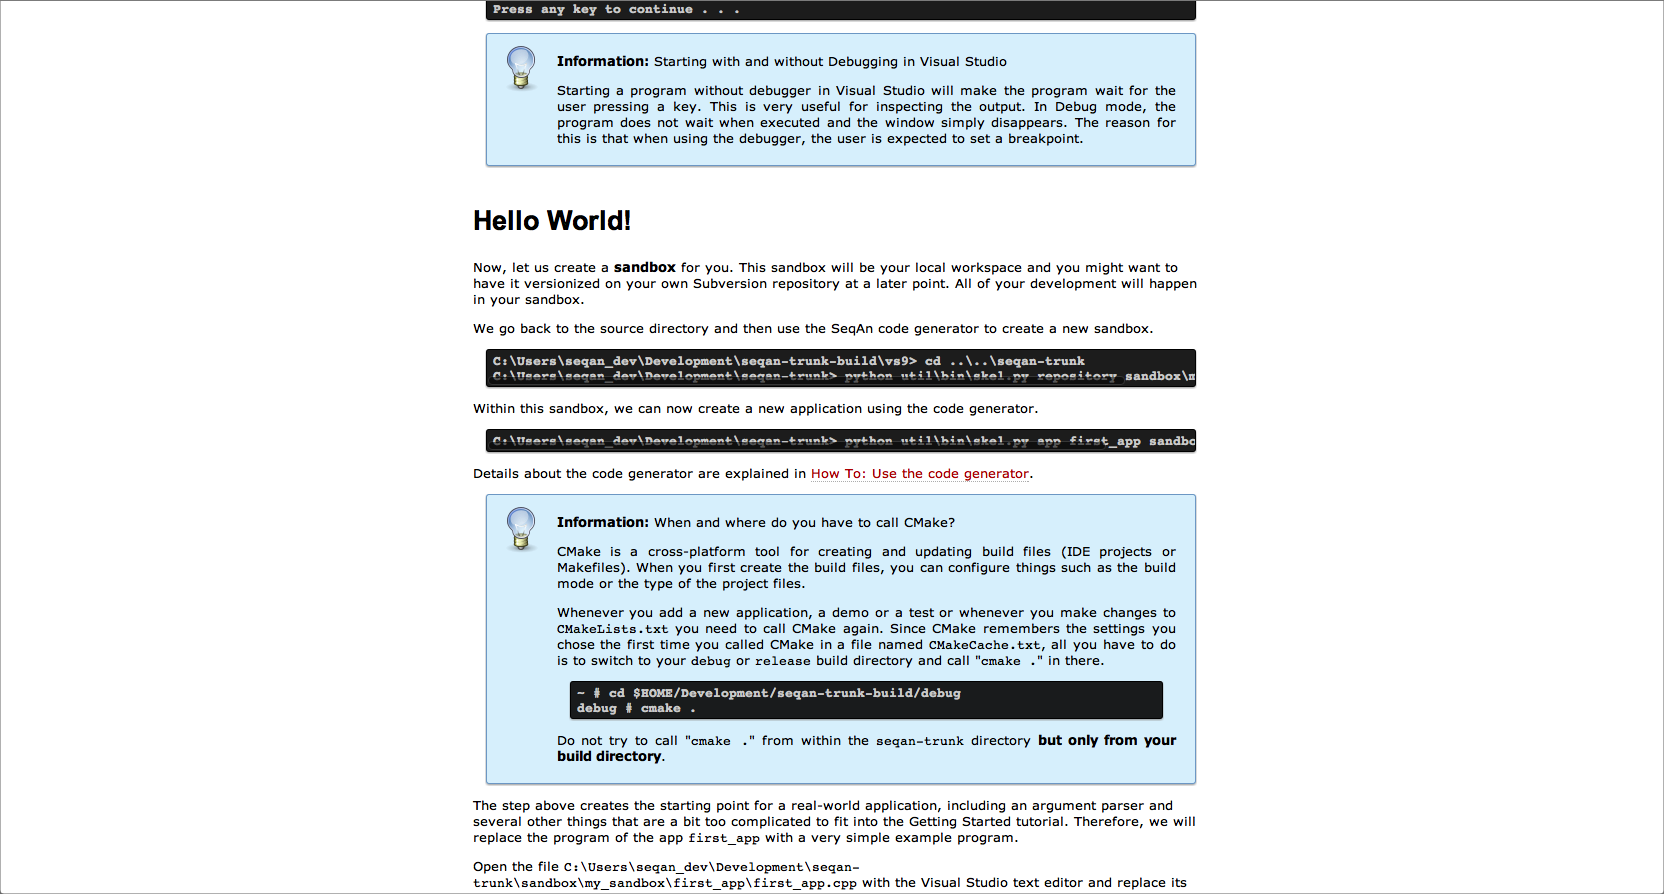 Press any key to continue . . .
Information: Starting with and without Debugging in Visual Studio
Starting a program without debugger in Visual Studio will make the program wait for the
user pressing a key. This is very useful for inspecting the output. In Debug mode, the
program does not wait when executed and the window simply disappears. The reason for
this is that when using the debugger, the user is expected to set a breakpoint.
Hello World!
Now, let us create a sandbox for you. This sandbox will be your local workspace and you might want to
have it versionized on your own Subversion repository at a later point. All of your development will happen
in your sandbox.
We go back to the source directory and then use the SeqAn code generator to create a new sandbox.
C:\Users\seqan_dev\Development\seqan-trunk-build\vs9> cd ..\..\seqan-trunk
C:\Users\seqan_dev\Development\seqan-trunk> python util\bin\skel.py repository sandbox\m
Within this sandbox, we can now create a new application using the code generator.
C:\Users\seqan_dev\Development\seqan-trunk> python util\bin\skel.py app first_app sandbo
Details about the code generator are explained in How To: Use the code generator.
Information: When and where do you have to call CMake?
CMake is a cross-platform tool for creating and updating build files (IDE projects or
Makefiles). When you first create the build files, you can configure things such as the build
mode or the type of the project files.
Whenever you add a new application, a demo or a test or whenever you make changes to
CMakeLists.txt you need to call CMake again. Since CMake remembers the settings you
chose the first time you called CMake in a file named CMakeCache.txt, all you have to do
is to switch to your debug or release build directory and call "cmake ." in there.
~ # cd $HOME/Development/seqan-trunk-build/debug
debug # cmake .
Do not try to call "cmake ." from within the seqan-trunk directory but only from your
build directory.
The step above creates the starting point for a real-world application, including an argument parser and
several other things that are a bit too complicated to fit into the Getting Started tutorial. Therefore, we will
replace the program of the app first_app with a very simple example program.
Open the file C:\Users\seqan_dev\Development\seqan-
trunk\sandbox\my_sandbox\first_app\first_app.cpp with the Visual Studio text editor and replace its